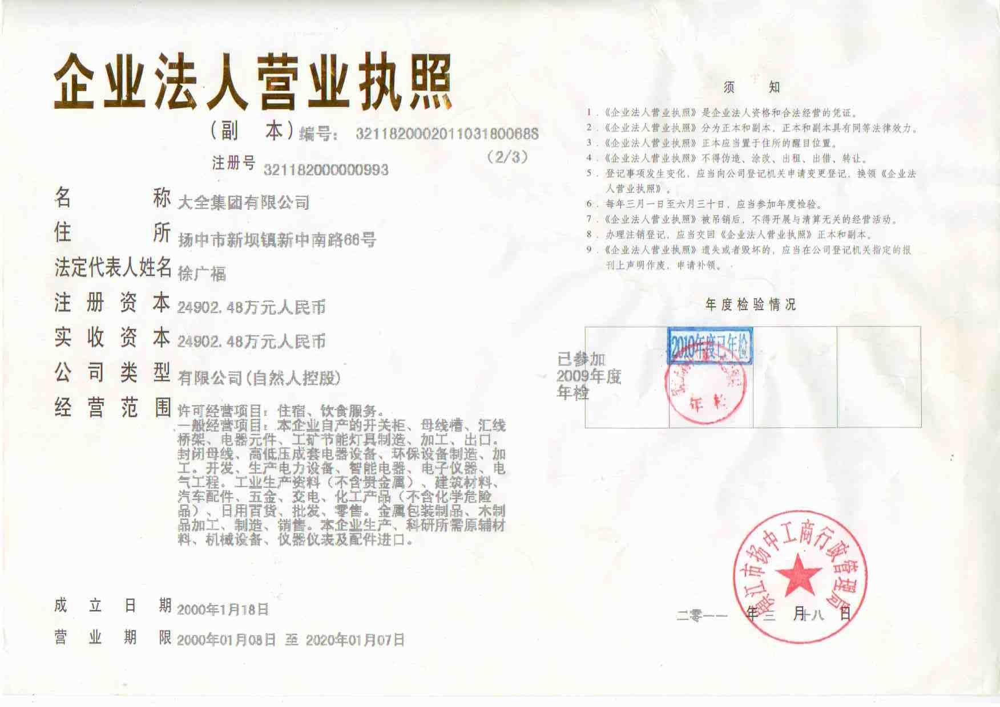 企业法人营业执照
（副 本）编号： 321182000201103180068S
（2/3）
注册号 321182000000993
名 称 大全集团有限公司
住 所 扬中市新坝镇新中南路66号
法定代表人姓名 徐广福
注册资本 24902.48万元人民币
实收资本 24902.48万元人民币
公司类型 有限公司(自然人控股)
经营范围 许可经营项目：住宿、饮食服务。
一般经营项目：本企业自产的开关柜、母线槽、汇线
桥架、电器元件、工矿节能灯具制造、加工、出口。
封闭母线、高低压成套电器设备、环保设备制造、加
工。开发、生产电力设备、智能电器、电子仪器、电
气工程。工业生产资料（不含贵金属）、建筑材料、
汽车配件、五金、交电、化工产品（不含化学危险
品）、日用百货、批发、零售。金属包装制品、木制
品加工、制造、销售。本企业生产、科研所需原辅材
料、机械设备、仪器仪表及配件进口。
成立日期 2000年1月18日
营业期限 2000年01月08日 至 2020年01月07日
须 知
1．《企业法人营业执照》是企业法人资格和合法经营的凭证。
2．《企业法人营业执照》分为正本和副本，正本和副本具有同等法律效力。
3．《企业法人营业执照》正本应当置于住所的醒目位置。
4．《企业法人营业执照》不得伪造、涂改、出租、出借、转让。
5．登记事项发生变化，应当向公司登记机关申请变更登记，换领《企业法
人营业执照》。
6．每年三月一日至六月三十日，应当参加年度检验。
7．《企业法人营业执照》被吊销后，不得开展与清算无关的经营活动。
8．办理注销登记，应当交回《企业法人营业执照》正本和副本。
9．《企业法人营业执照》遗失或者毁坏的，应当在公司登记机关指定的报
刊上声明作废，申请补领。
年度检验情况
已参加
2009年度
年检
2010年度已年检
年检
镇江市扬中工商行政管理局
二零一一 年 三 月 十八 日